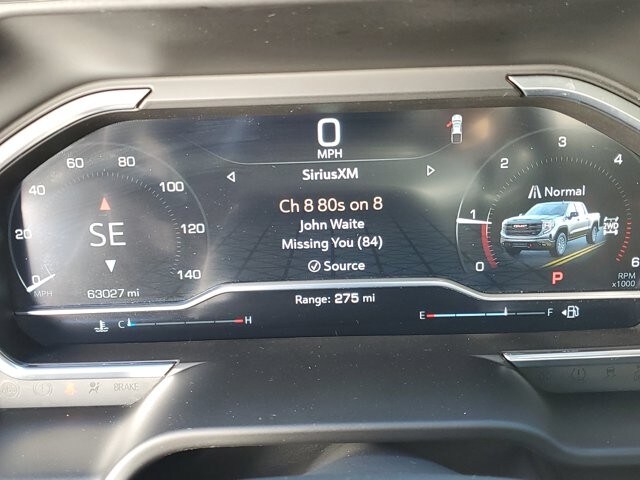 0
MPH
SiriusXM
Ch 8 80s on 8
John Waite
Missing You (84)
Source
Range: 275 mi
0 20 40 60 80 100 120 140
MPH
SE
63027 mi
C H
E F
0 1 2 3 4 6
RPM
x1000
Normal
2WD
P
BRAKE